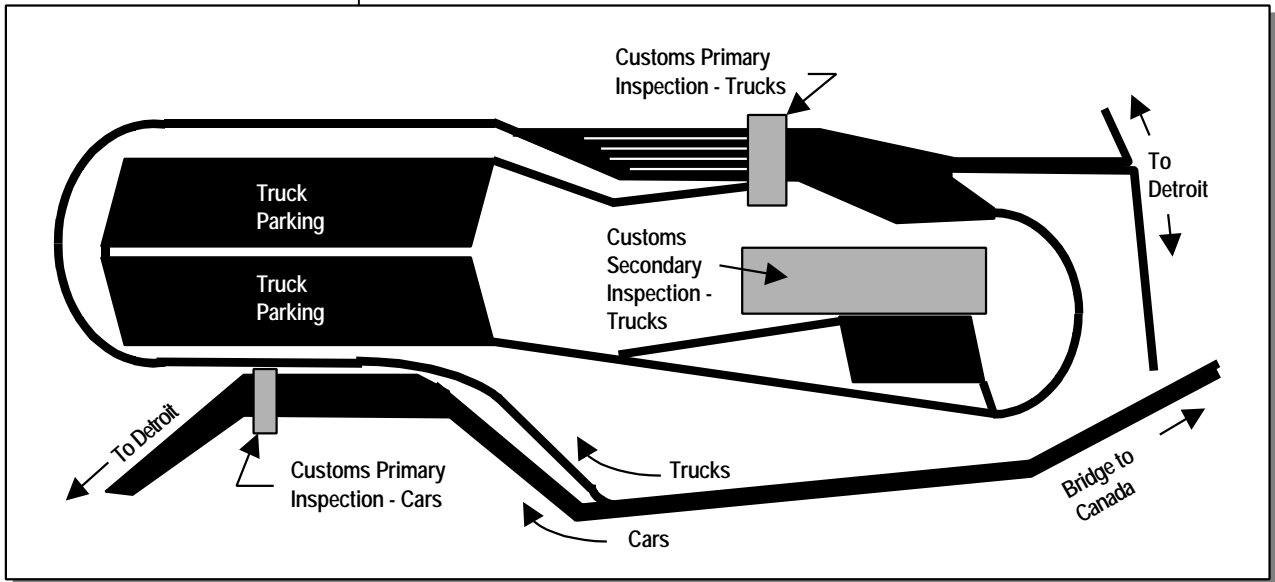 Customs Primary
Inspection - Trucks
To
Detroit
Truck
Parking
Customs
Secondary
Inspection -
Trucks
Truck
Parking
To Detroit
Customs Primary
Inspection - Cars
Trucks
Cars
Bridge to
Canada